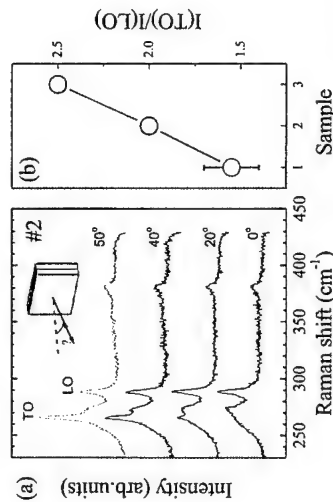 (a)
Intensity (arb.units)
TO
LO
#2
50°
40°
20°
0°
250 300 350 400 450
Raman shift (cm⁻¹)
(b)
2.5
2.0
1.5
I(TO)/I(LO)
1 2 3
Sample